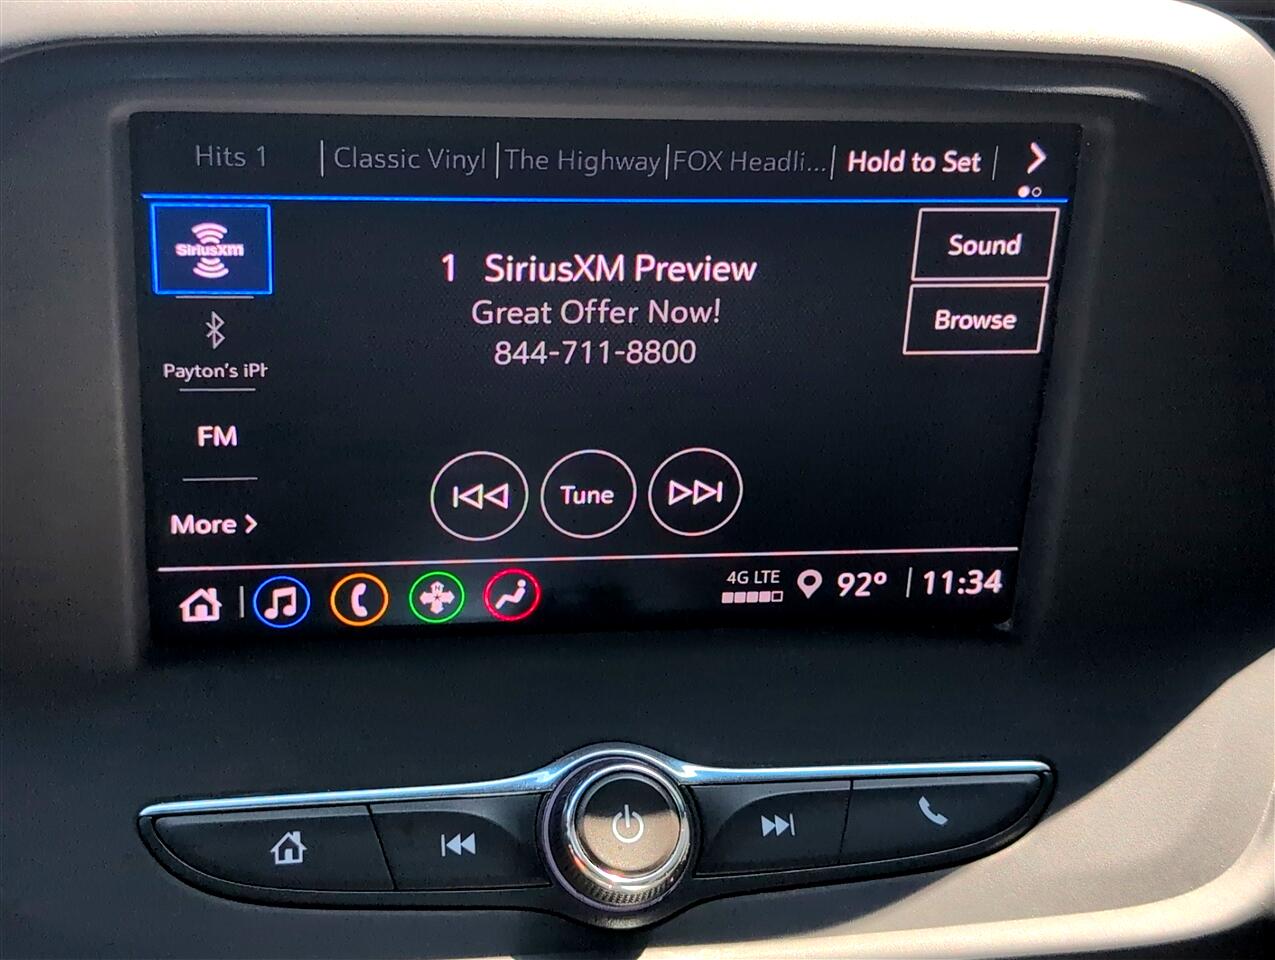 Hits 1 Classic Vinyl The Highway FOX Headli... Hold to Set
SiriusXM
1 SiriusXM Preview
Great Offer Now!
844-711-8800
Sound
Browse
Payton's iPh
FM
More >
Tune
4G LTE
92° 11:34